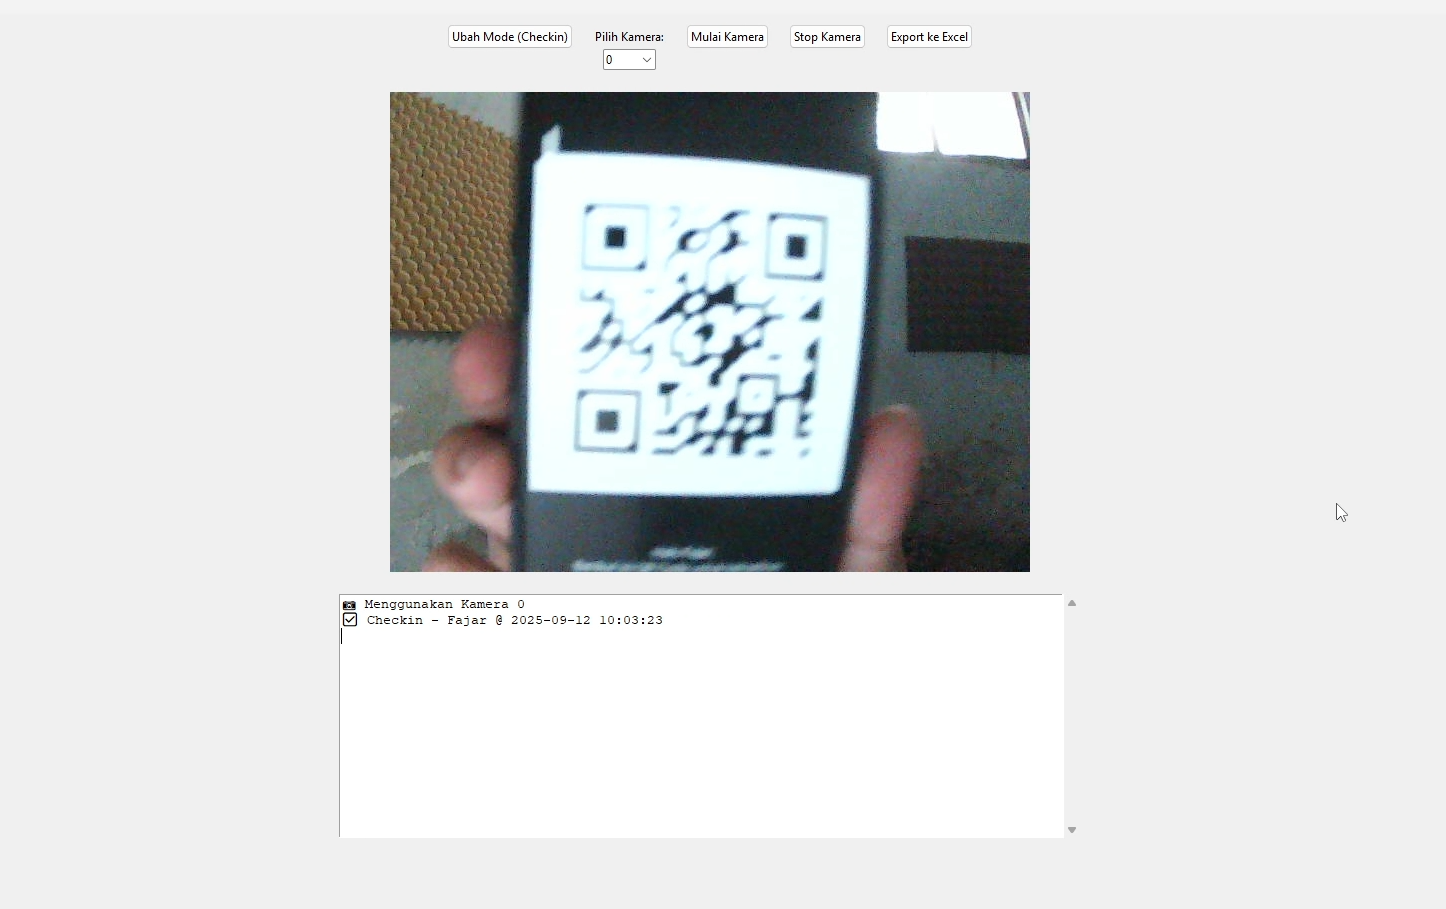 Ubah Mode (Checkin) Pilih Kamera: Mulai Kamera Stop Kamera Export ke Excel
0
Menggunakan Kamera 0
Checkin - Fajar @ 2025-09-12 10:03:23